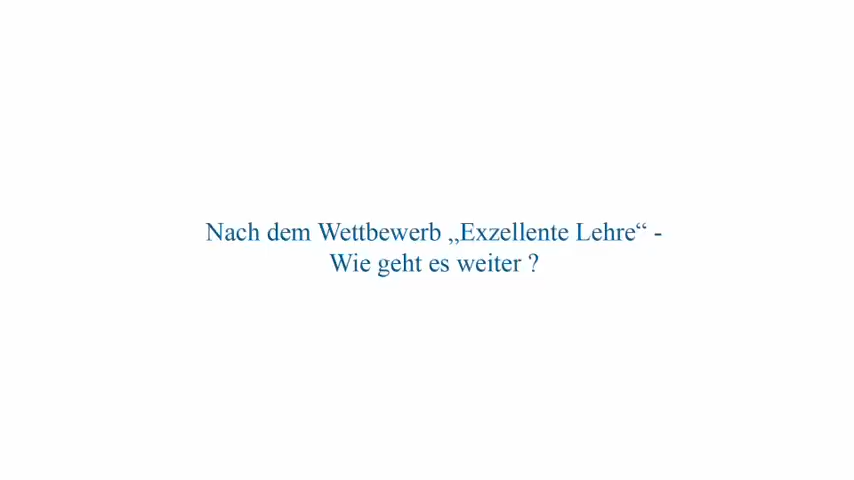 Nach dem Wettbewerb „Exzellente Lehre“ -
Wie geht es weiter ?